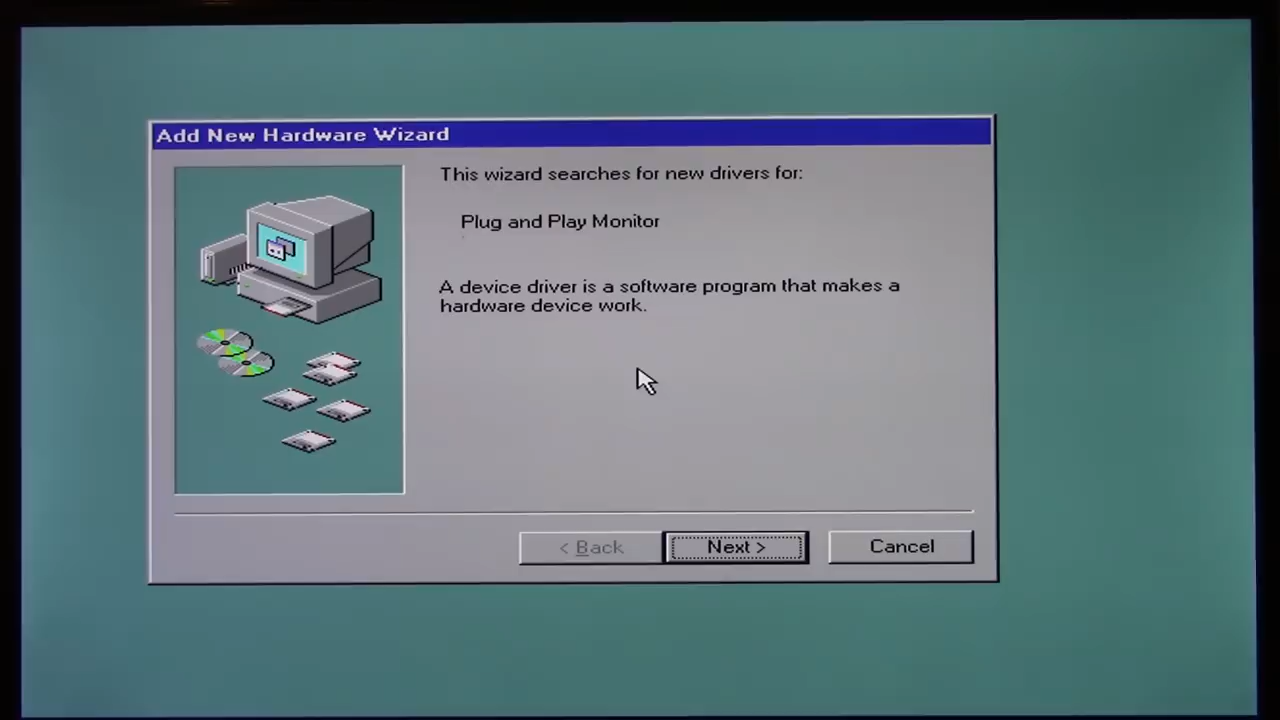 Add New Hardware Wizard
This wizard searches for new drivers for:
Plug and Play Monitor
A device driver is a software program that makes a
hardware device work.
< Back
Next >
Cancel